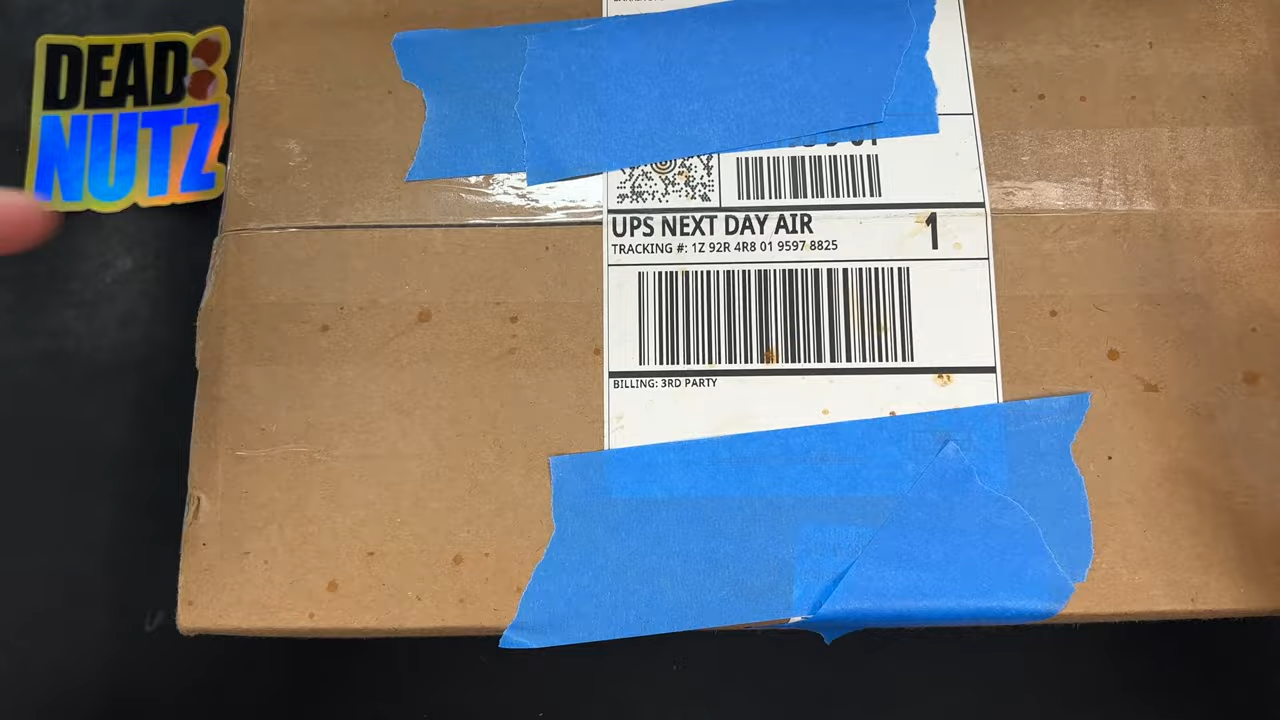 DEAD
NUTZ
UPS NEXT DAY AIR
1
TRACKING #: 1Z 92R 4R8 01 9597 8825
BILLING: 3RD PARTY